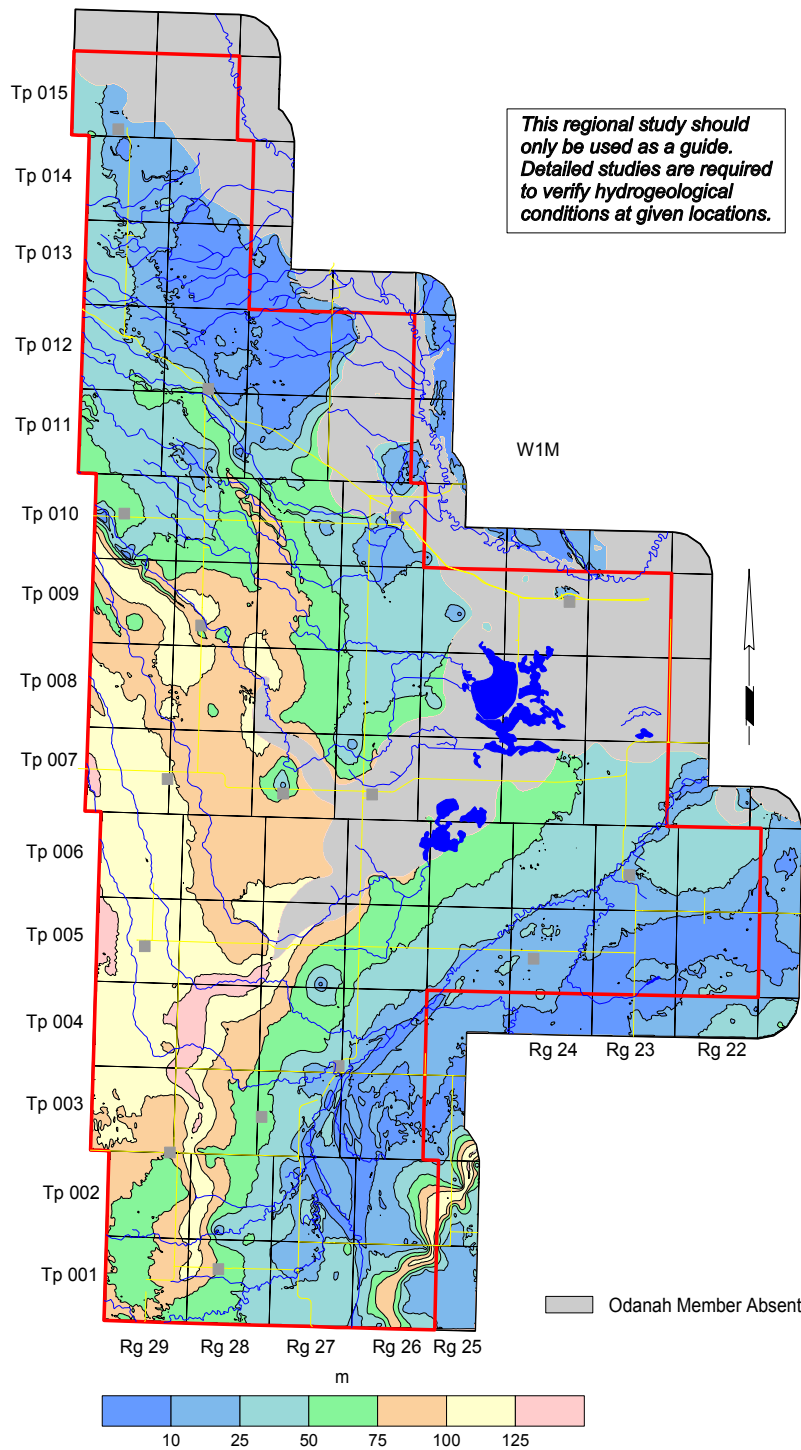 Tp 015
This regional study should
only be used as a guide.
Detailed studies are required
to verify hydrogeological
conditions at given locations.
Tp 014
Tp 013
Tp 012
Tp 011
W1M
Tp 010
Tp 009
Tp 008
Tp 007
Tp 006
Tp 005
Tp 004
Rg 24 Rg 23 Rg 22
Tp 003
Tp 002
Tp 001
Odanah Member Absent
Rg 29 Rg 28 Rg 27 Rg 26 Rg 25
m
10 25 50 75 100 125